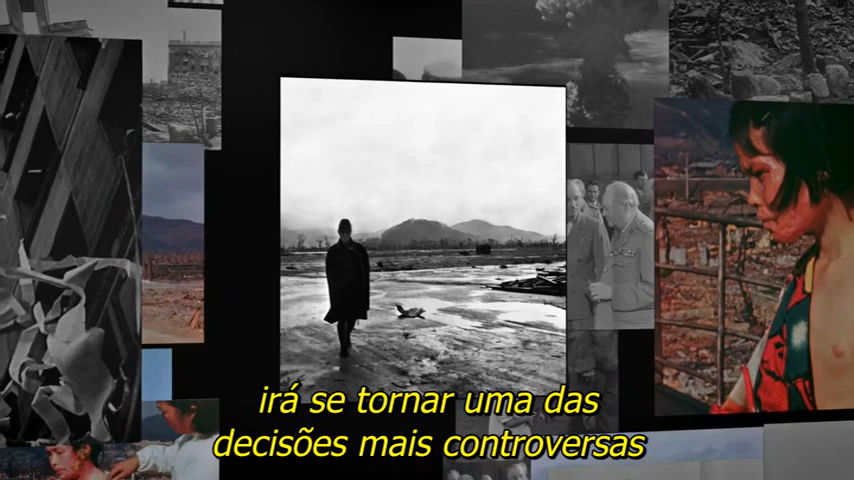 irá se tornar uma das
decisões mais controversas